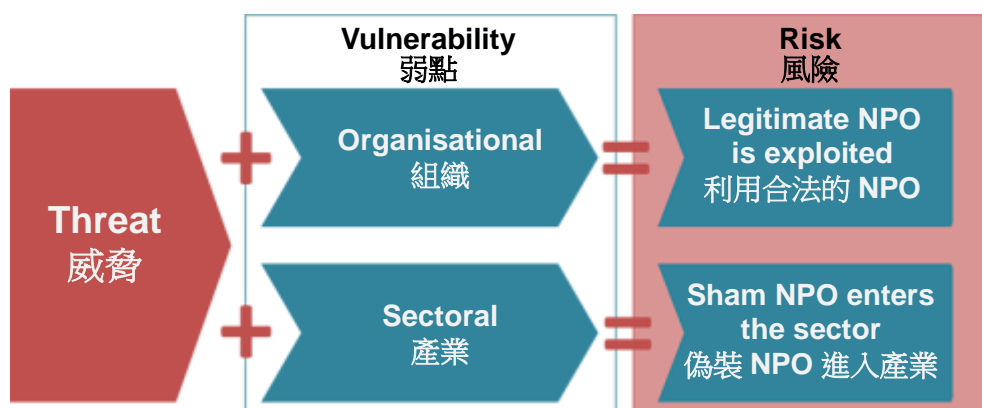 Threat
威脅
Vulnerability
弱點
Organisational
組織
Sectoral
產業
Risk
風險
Legitimate NPO
is exploited
利用合法的 NPO
Sham NPO enters
the sector
偽裝 NPO 進入產業